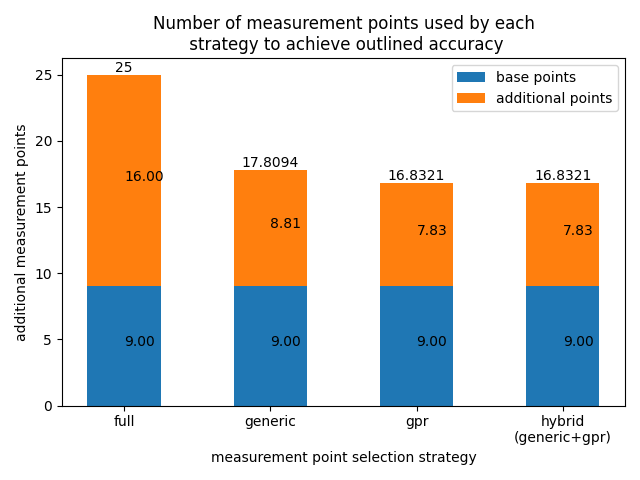 Number of measurement points used by each
strategy to achieve outlined accuracy
base points
additional points
additional measurement points
25
20
15
10
5
0
25
17.8094
16.8321
16.8321
16.00
8.81
7.83
7.83
9.00
9.00
9.00
9.00
full
generic
gpr
hybrid
(generic+gpr)
measurement point selection strategy